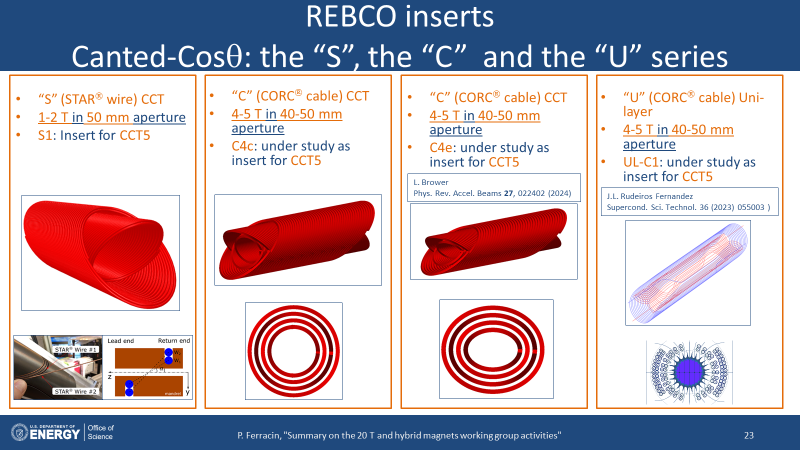 REBCO inserts
Canted-Cosθ: the “S”, the “C” and the “U” series
• “S” (STAR® wire) CCT
• 1-2 T in 50 mm aperture
• S1: Insert for CCT5
STAR® Wire #1
STAR® Wire #2
Lead end
Return end
z
y
mandrel
• “C” (CORC® cable) CCT
• 4-5 T in 40-50 mm
aperture
• C4c: under study as
insert for CCT5
• “C” (CORC® cable) CCT
• 4-5 T in 40-50 mm
aperture
• C4e: under study as
insert for CCT5
L. Brower
Phys. Rev. Accel. Beams 27, 022402 (2024)
• “U” (CORC® cable) Uni-
layer
• 4-5 T in 40-50 mm
aperture
• UL-C1: under study as
insert for CCT5
J.L. Rudeiros Fernandez
Supercond. Sci. Technol. 36 (2023) 055003 )
U.S. DEPARTMENT OF
ENERGY
Office of
Science
P. Ferracin, "Summary on the 20 T and hybrid magnets working group activities"
23